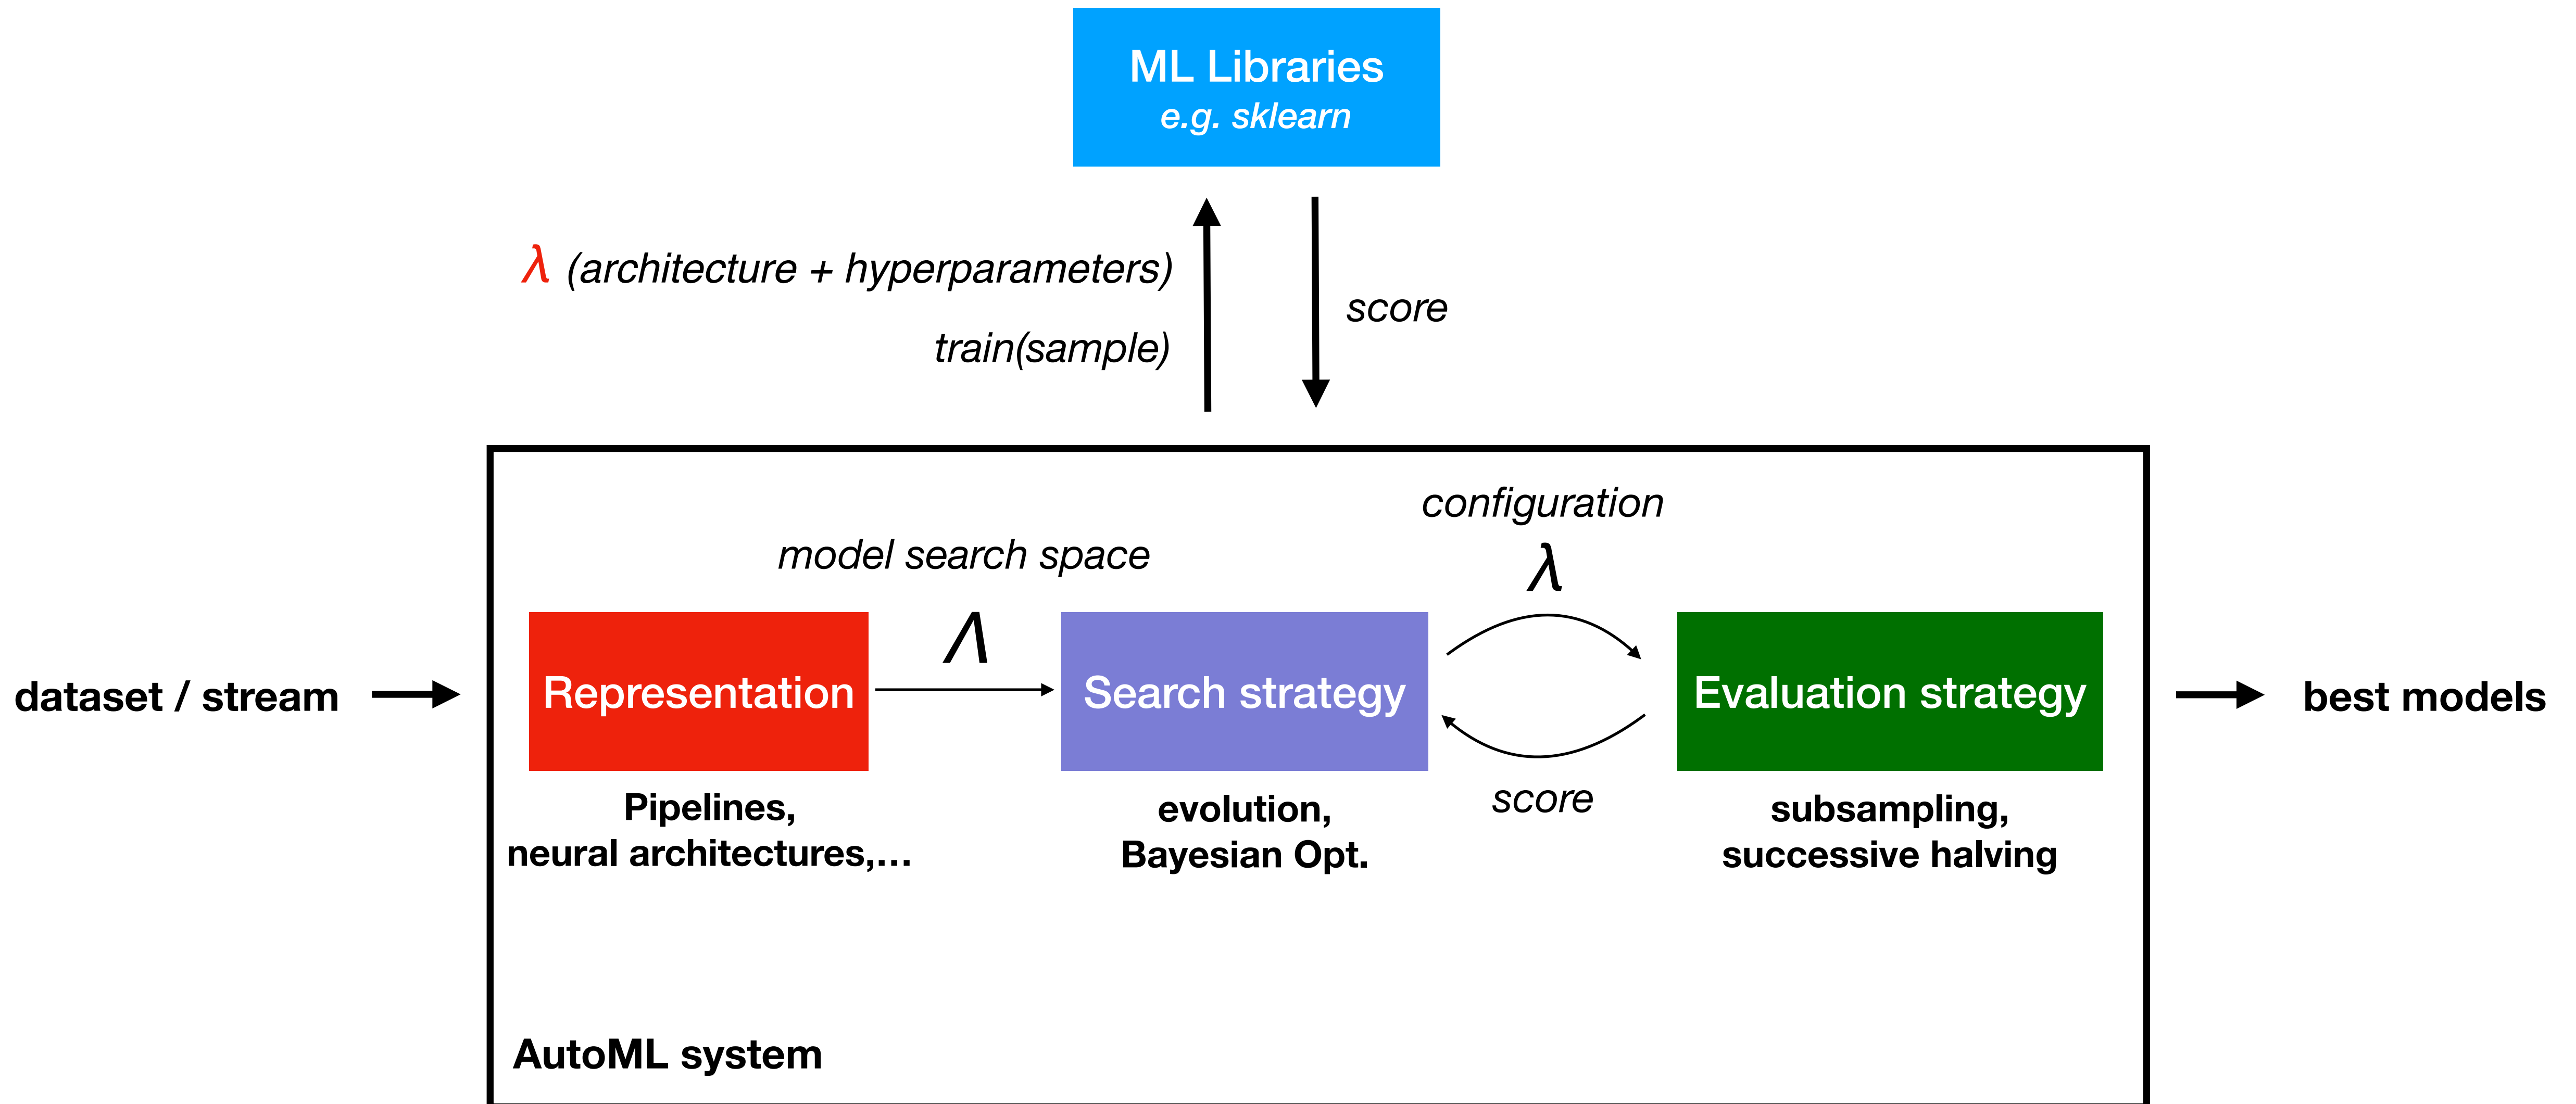 ML Libraries
e.g. sklearn
λ (architecture + hyperparameters)
train(sample)
score
configuration
λ
model search space
Λ
dataset / stream
Representation
Search strategy
Evaluation strategy
best models
Pipelines,
neural architectures,...
evolution,
Bayesian Opt.
score
subsampling,
successive halving
AutoML system